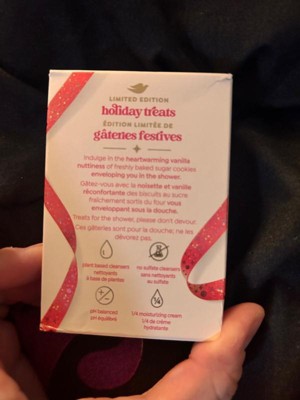 LIMITED EDITION
holiday treats
ÉDITION LIMITÉE DE
gâteries festives
Indulge in the heartwarming vanilla
nuttiness of freshly baked sugar cookies
enveloping you in the shower.
Gâtez-vous avec la noisette et vanille
réconfortante des biscuits au sucre
fraîchement sortis du four vous
enveloppant sous la douche.
Treats for the shower, please don't devour.
Ces gâteries sont pour la douche; ne les
dévorez pas.
plant based cleansers
nettoyants
à base de plantes
no sulfate cleansers
sans nettoyants
au sulfate
pH balanced
pH équilibré
¼
1/4 moisturizing cream
1/4 de crème
hydratante